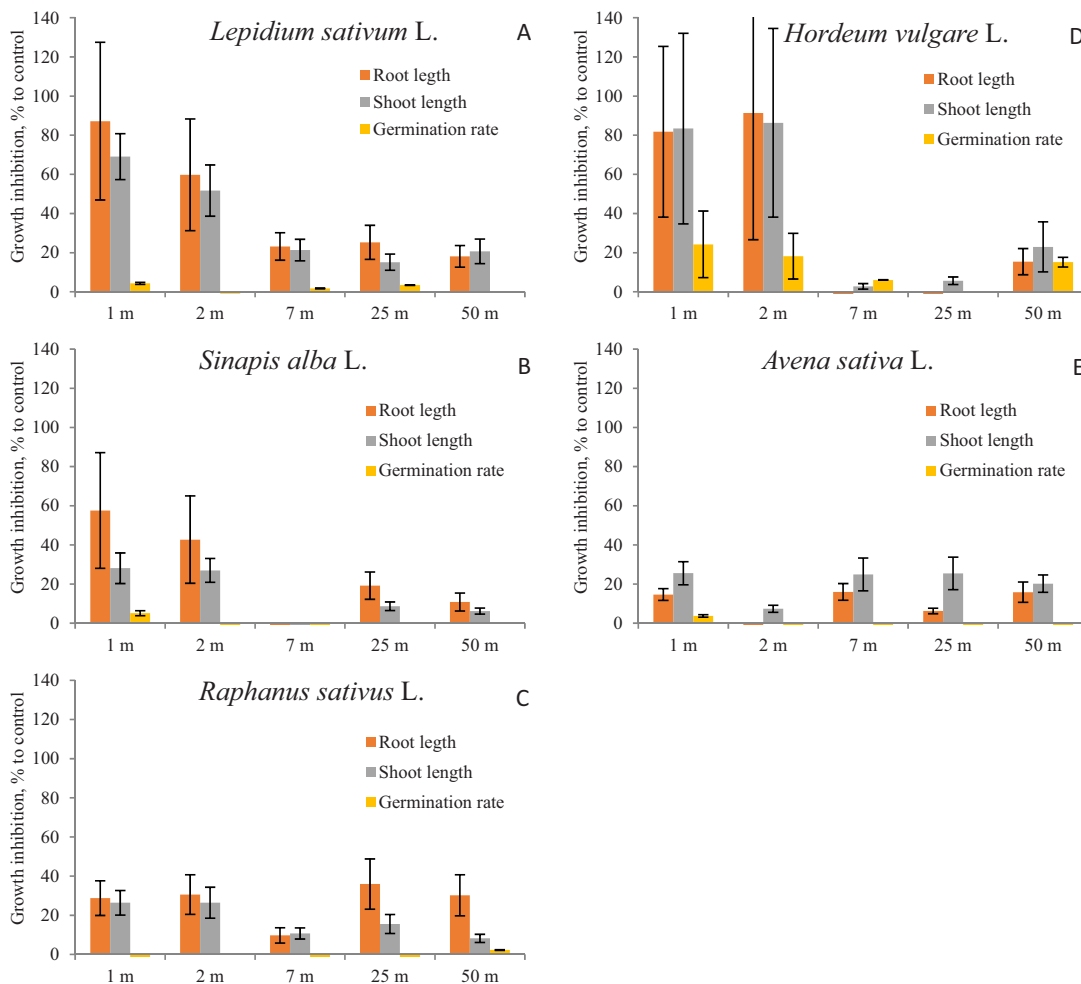 Lepidium sativum L.
A
Root legth
Shoot length
Germination rate
Growth inhibition, % to control
140
120
100
80
60
40
20
0
1 m 2 m 7 m 25 m 50 m
Hordeum vulgare L.
D
Root legth
Shoot length
Germination rate
Growth inhibition, % to control
140
120
100
80
60
40
20
0
1 m 2 m 7 m 25 m 50 m
Sinapis alba L.
B
Root legth
Shoot length
Germination rate
Growth inhibition, % to control
140
120
100
80
60
40
20
0
1 m 2 m 7 m 25 m 50 m
Avena sativa L.
Root legth
Shoot length
Germination rate
Growth inhibition, % to control
140
120
100
80
60
40
20
0
1 m 2 m 7 m 25 m 50 m
Raphanus sativus L.
C
Root legth
Shoot length
Germination rate
Growth inhibition, % to control
140
120
100
80
60
40
20
0
1 m 2 m 7 m 25 m 50 m